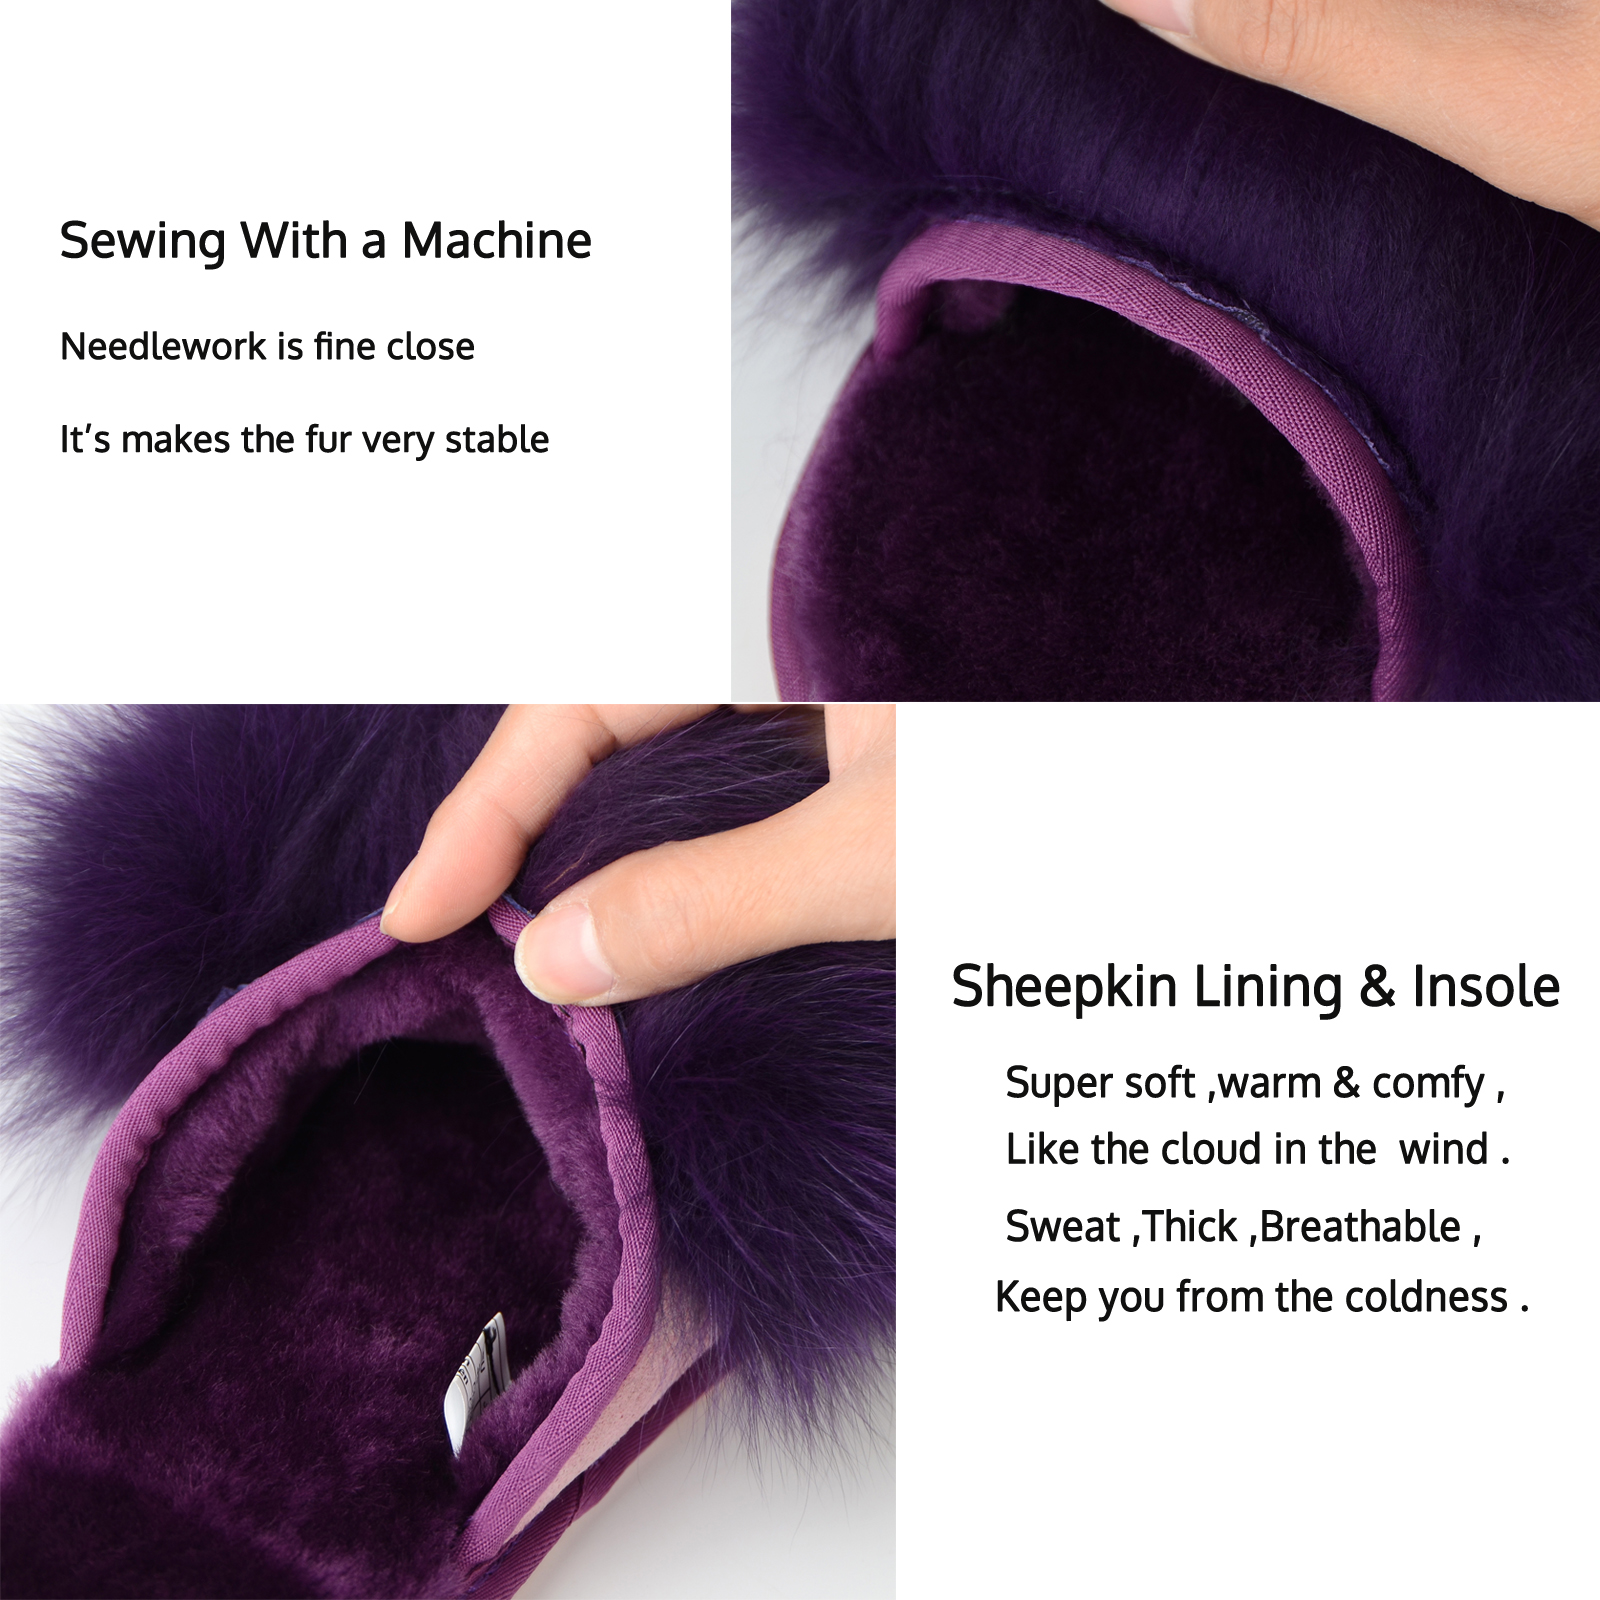 Sewing With a Machine
Needlework is fine close
It’s makes the fur very stable
Sheepkin Lining & Insole
Super soft ,warm & comfy ,
Like the cloud in the wind .
Sweat ,Thick ,Breathable ,
Keep you from the coldness .